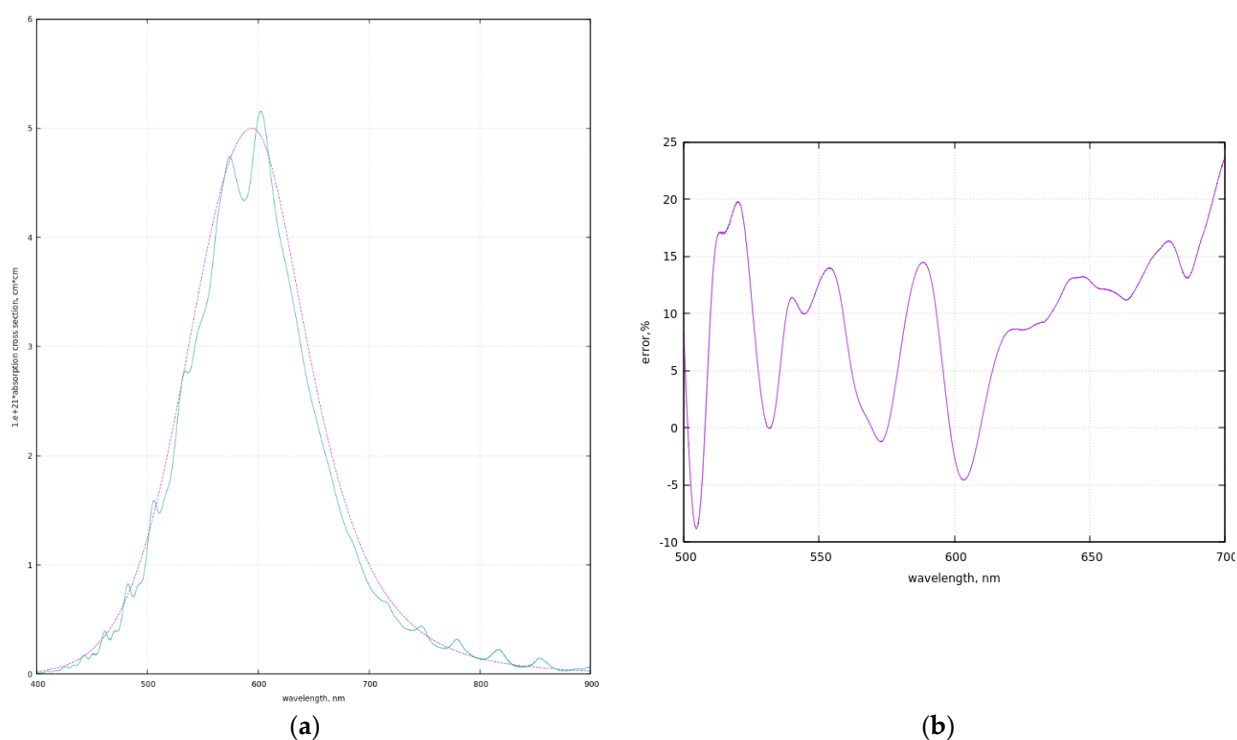 6
5
4
3
2
1
0
400 500 600 700 800 900
1.e+21*absorption cross section, cm*cm
wavelength, nm
(a)
25
20
15
10
5
0
-5
-10
500 550 600 650 700
error,%
wavelength, nm
(b)